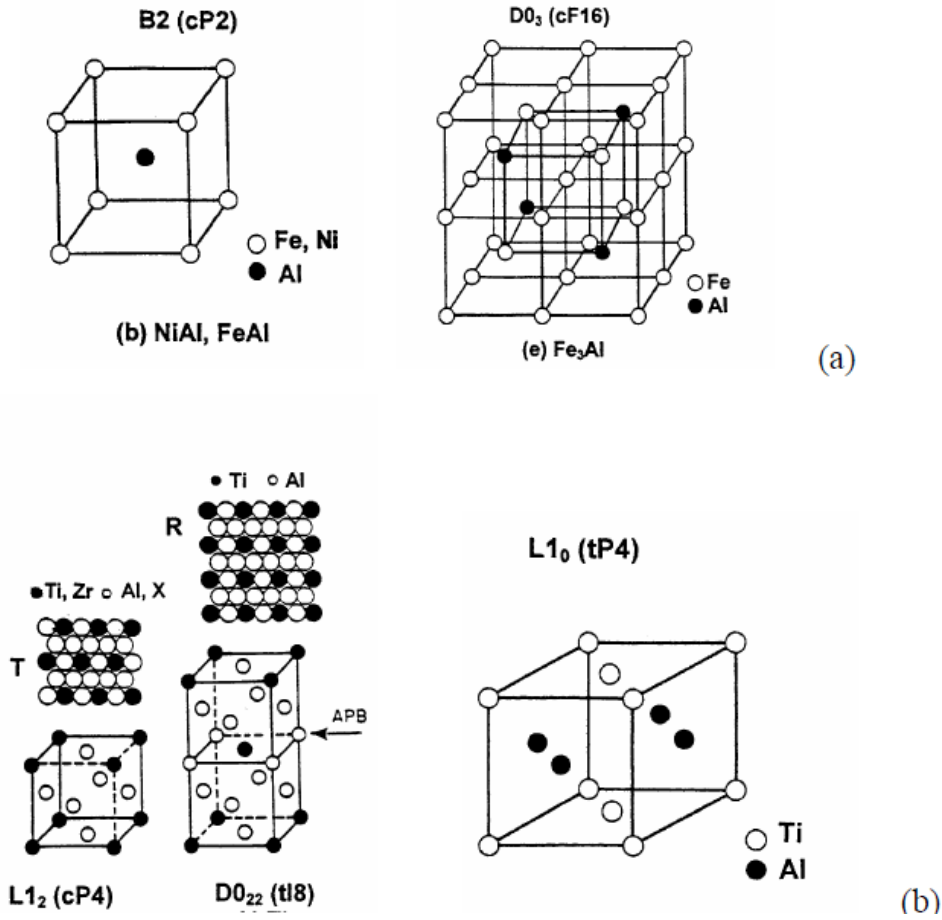 B2 (cP2)
Fe, Ni
Al
(b) NiAl, FeAl
D0₃ (cF16)
Fe
Al
(e) Fe₃Al
(a)
Ti Al
R
Ti, Zr Al, X
T
APB
L1₂ (cP4)
D0₂₂ (tI8)
L1₀ (tP4)
Ti
Al
(b)